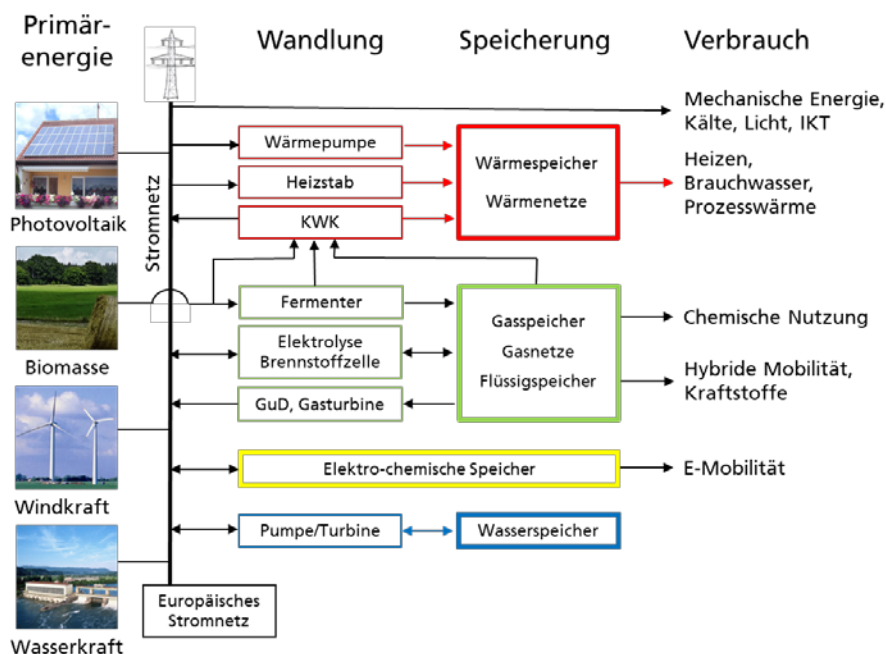 Primär-
energie
Wandlung
Speicherung
Verbrauch
Mechanische Energie,
Kälte, Licht, IKT
Wärmepumpe
Heizstab
KWK
Wärmespeicher
Wärmenetze
Heizen,
Brauchwasser,
Prozesswärme
Photovoltaik
Stromnetz
Fermenter
Elektrolyse
Brennstoffzelle
GuD, Gasturbine
Gasspeicher
Gasnetze
Flüssigspeicher
Chemische Nutzung
Hybride Mobilität,
Kraftstoffe
Biomasse
Elektro-chemische Speicher
E-Mobilität
Windkraft
Pumpe/Turbine
Wasserspeicher
Europäisches
Stromnetz
Wasserkraft